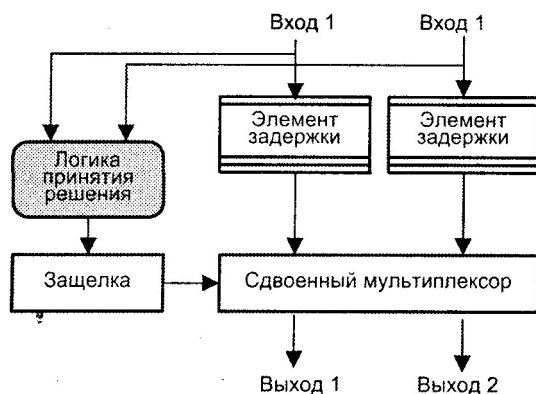 Вход 1
Вход 1
Элемент
задержки
Элемент
задержки
Логика
принятия
решения
Защелка
Сдвоенный мультиплексор
Выход 1
Выход 2